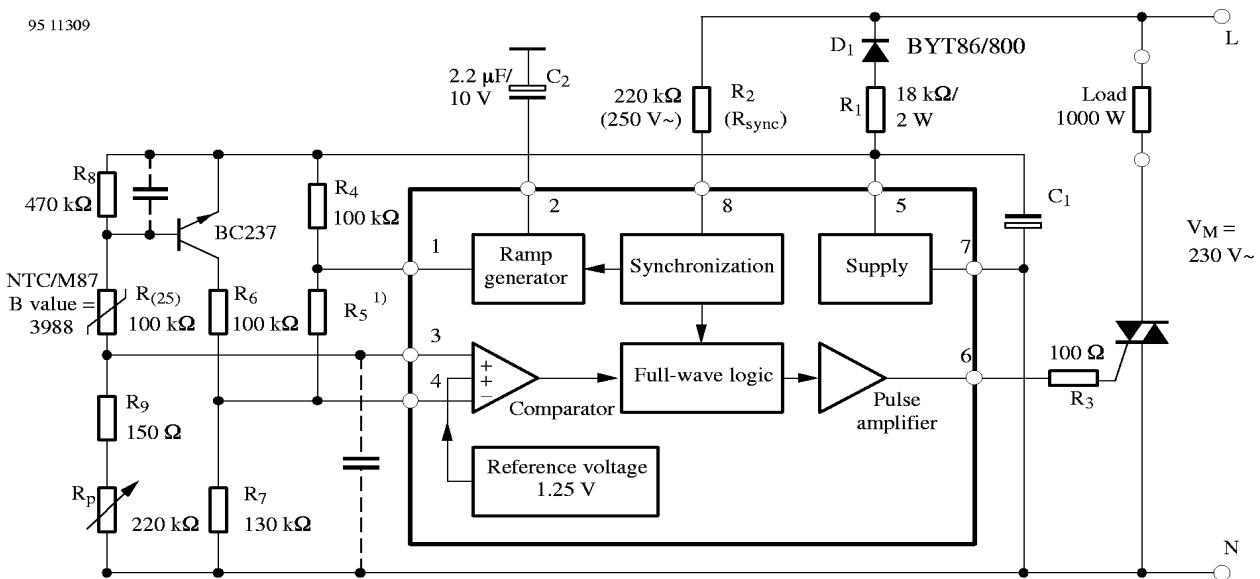 95 11309
L
D1
BYT86/800
2.2 μF/
10 V
C2
220 kΩ
(250 V~)
R2
(Rsync)
R1
18 kΩ/
2 W
Load
1000 W
R8
470 kΩ
BC237
R4
100 kΩ
2
8
5
C1
VM =
230 V~
1
Ramp
generator
Synchronization
Supply
7
NTC/M87
B value =
3988
R(25)
100 kΩ
R6
100 kΩ
R5 1)
3
4
+
+
−
Comparator
Full-wave logic
Pulse
amplifier
6
100 Ω
R3
R9
150 Ω
Reference voltage
1.25 V
Rp
220 kΩ
R7
130 kΩ
N